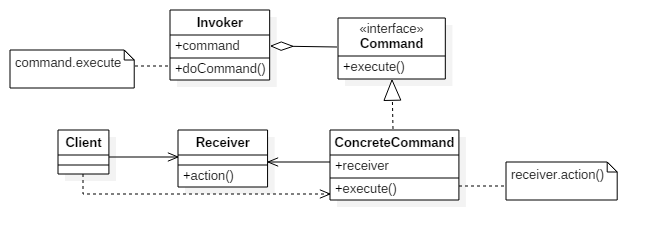 Invoker
+command
+doCommand()
«interface»
Command
+execute()
command.execute
Client
Receiver
+action()
ConcreteCommand
+receiver
+execute()
receiver.action()